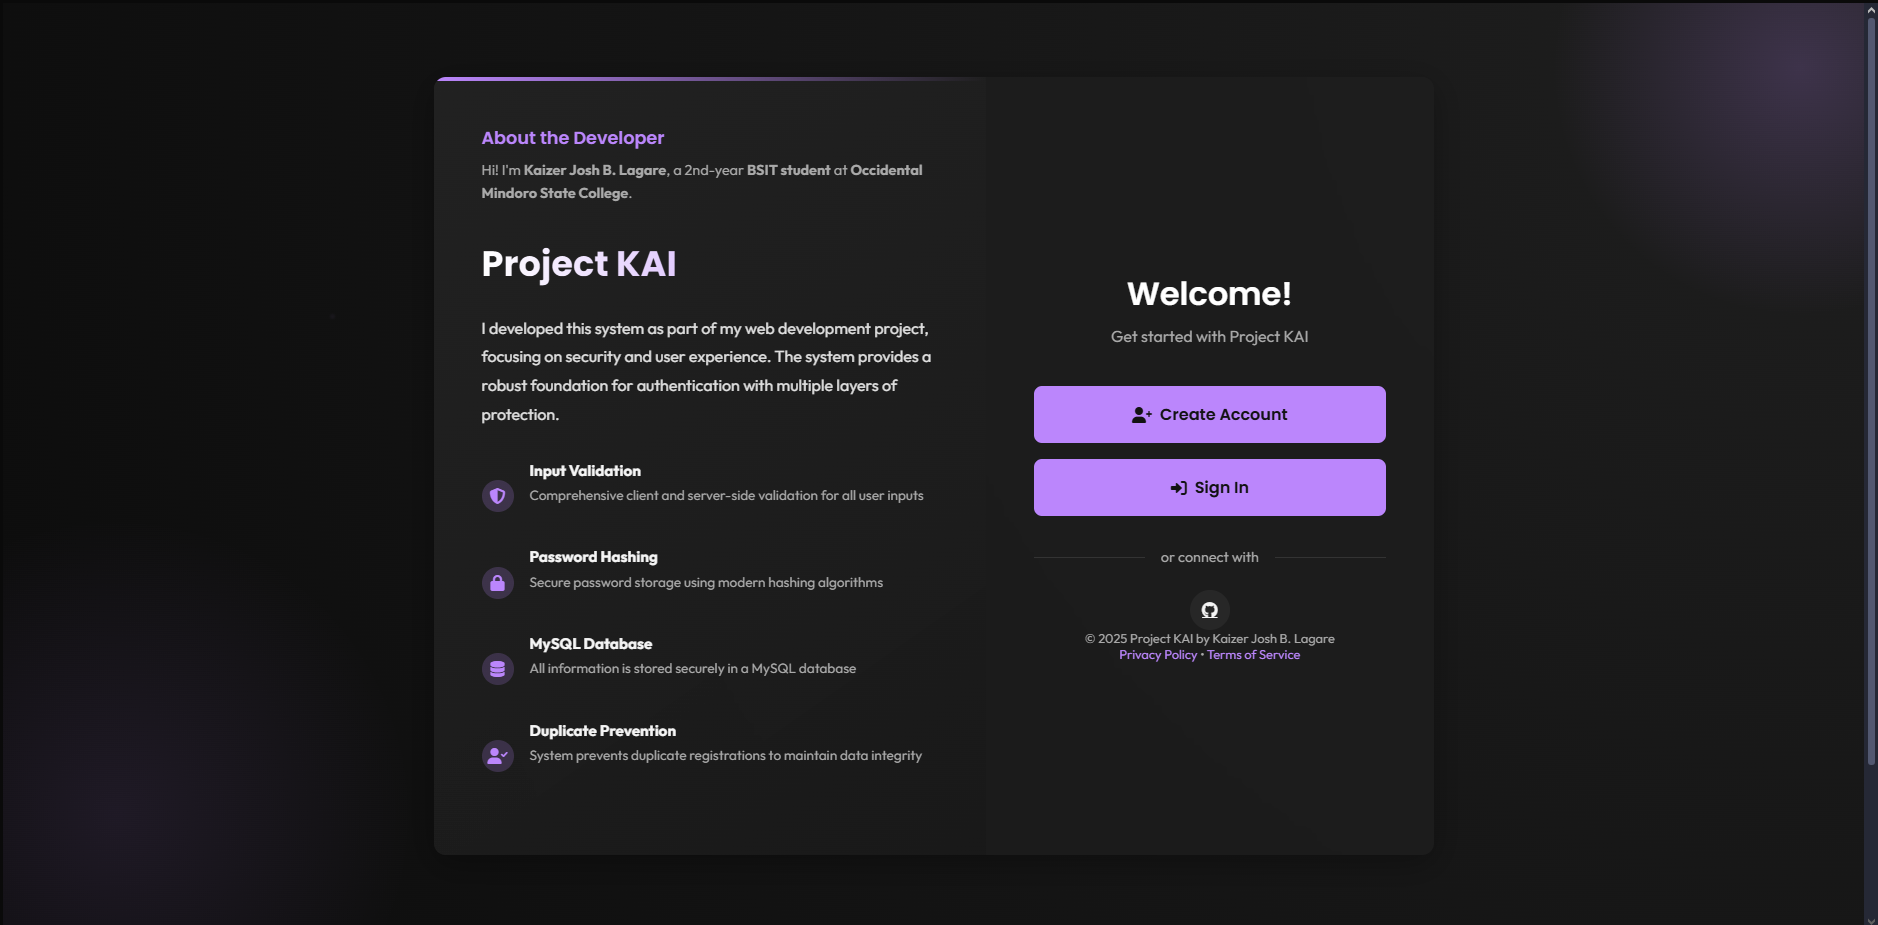 About the Developer
Hi! I'm Kaizer Josh B. Lagare, a 2nd-year BSIT student at Occidental
Mindoro State College.
Project KAI
I developed this system as part of my web development project,
focusing on security and user experience. The system provides a
robust foundation for authentication with multiple layers of
protection.
Input Validation
Comprehensive client and server-side validation for all user inputs
Password Hashing
Secure password storage using modern hashing algorithms
MySQL Database
All information is stored securely in a MySQL database
Duplicate Prevention
System prevents duplicate registrations to maintain data integrity
Welcome!
Get started with Project KAI
Create Account
Sign In
or connect with
© 2025 Project KAI by Kaizer Josh B. Lagare
Privacy Policy • Terms of Service